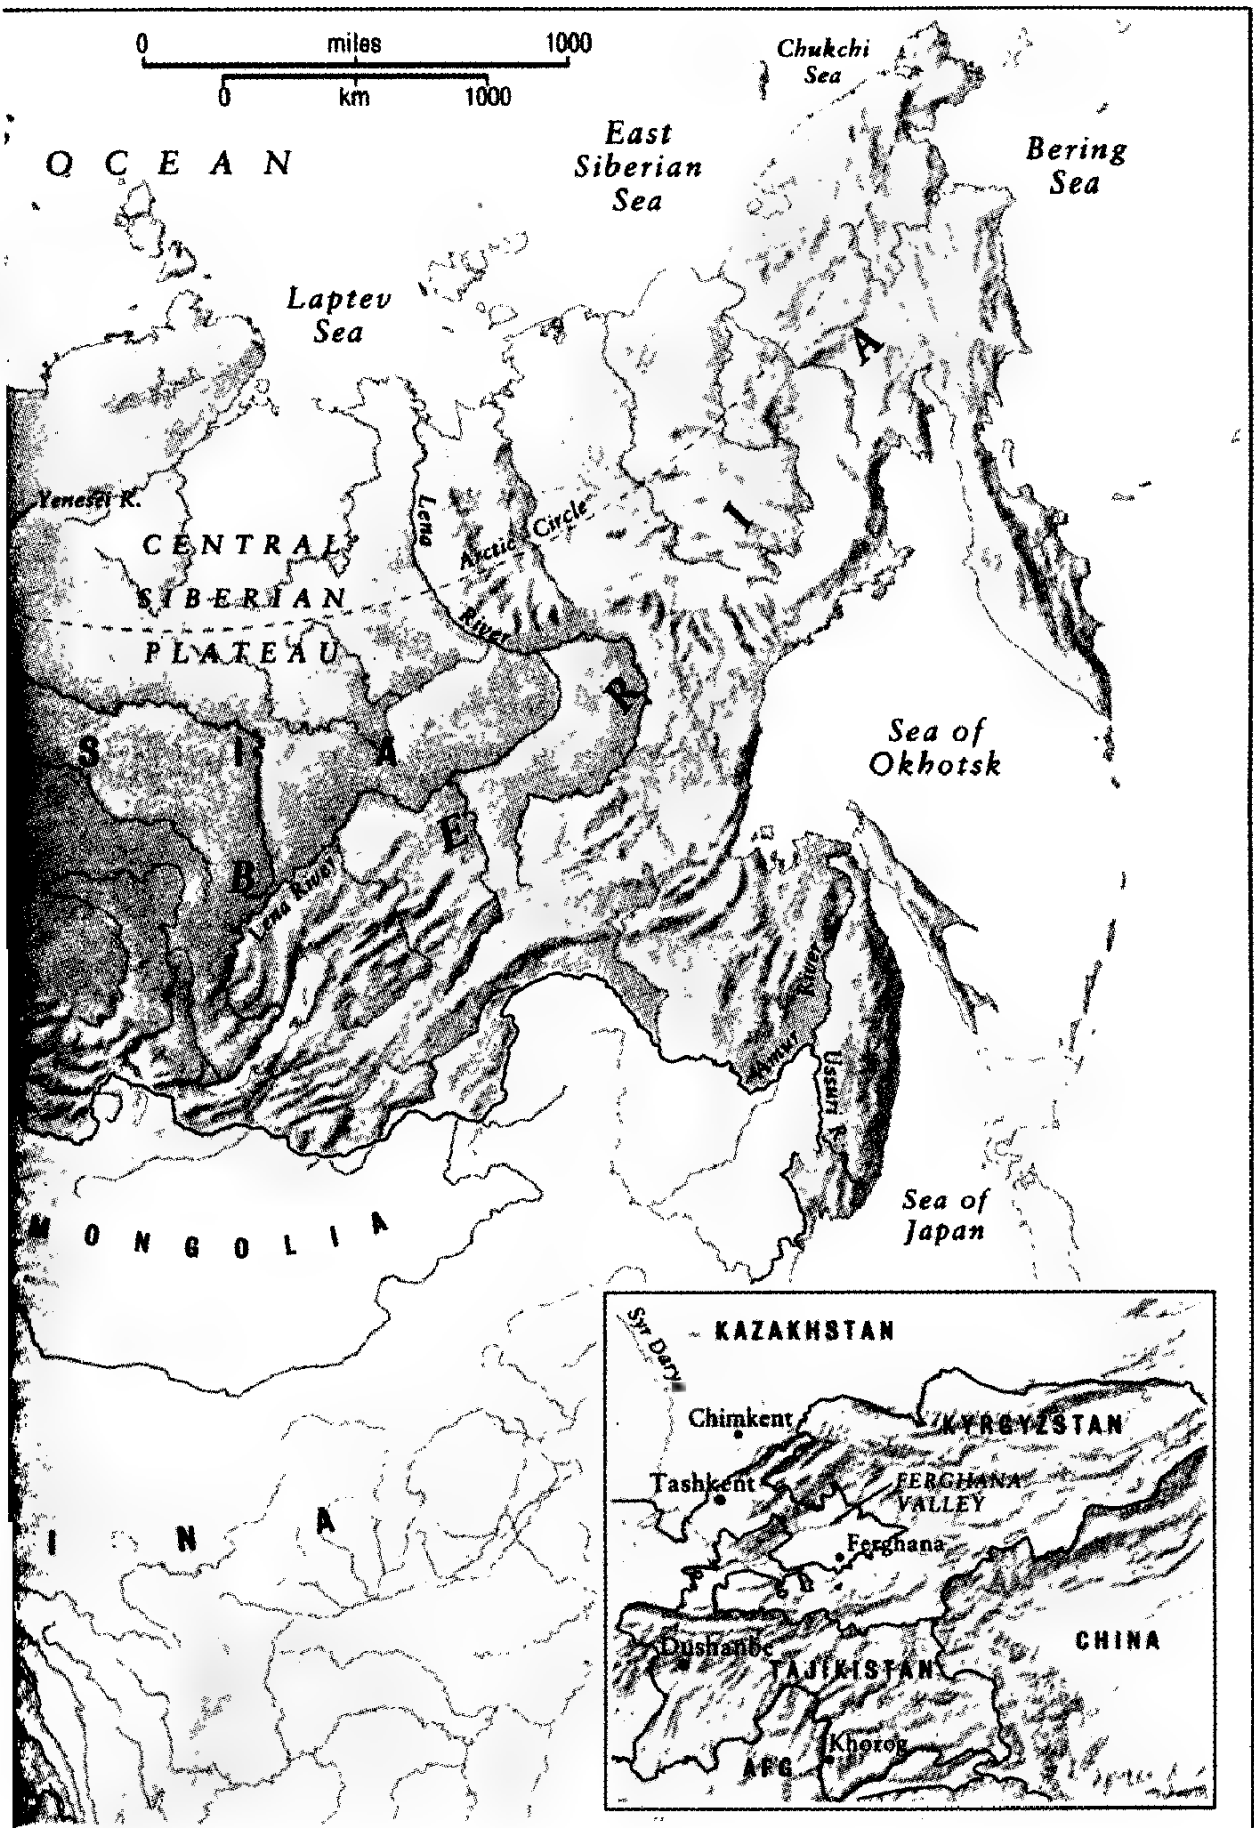 0 miles 1000
0 km 1000
Chukchi
Sea
East
Siberian
Sea
Bering
Sea
O C E A N
Laptev
Sea
A
Yenesei R.
Lena
Arctic Circle
I
CENTRAL
SIBERIAN
River
PLATEAU
R
S I A
Sea of
Okhotsk
E
B
Lena River
River
Amur
Ussuri R.
Sea of
Japan
M O N G O L I A
I N A
Syr Darya
KAZAKHSTAN
Chimkent
KYRGYZSTAN
Tashkent
FERGHANA
VALLEY
Ferghana
Dushanbe
TAJIKISTAN
CHINA
Khorog
AFG